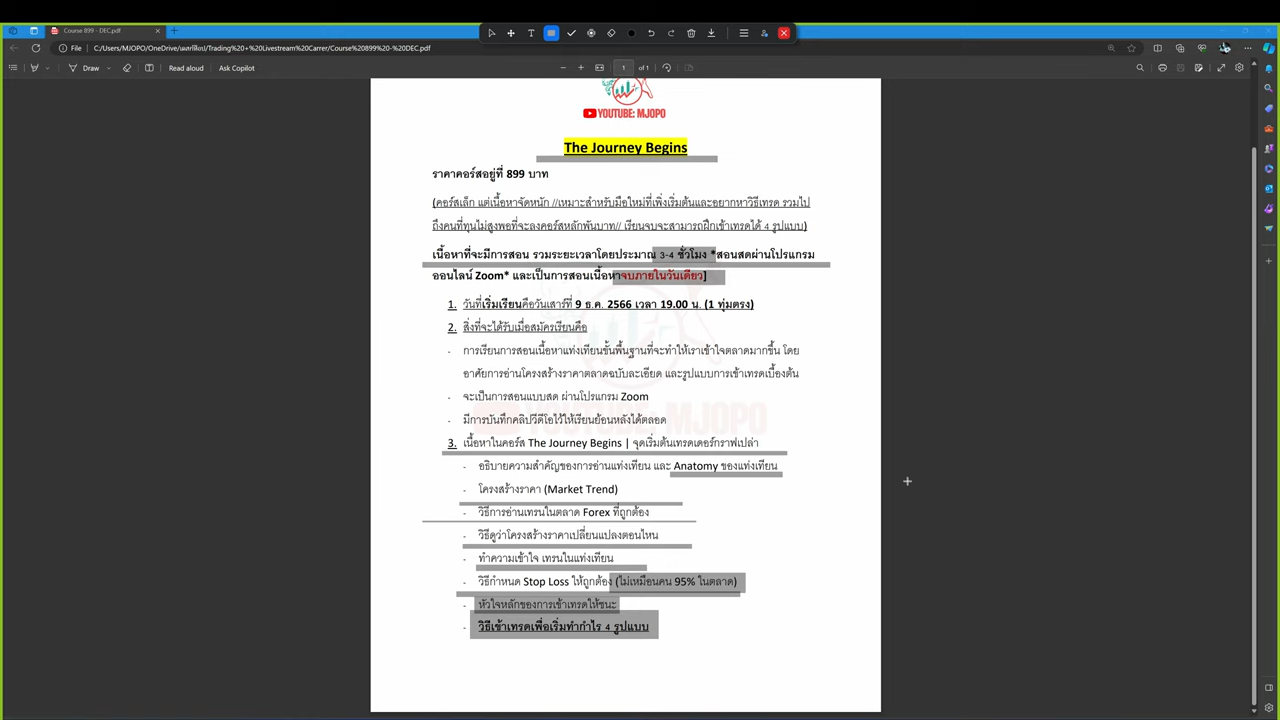 Course 899 - DEC.pdf
File
C:/Users/MJOPO/OneDrive/เดสก์ท็อป/Trading%20+%20Livestream%20Carrer/Course%20899%20-%20DEC.pdf
Draw
Read aloud
Ask Copilot
1 of 1
YOUTUBE: MJOPO
The Journey Begins
ราคาคอร์สอยู่ที่ 899 บาท
(คอร์สเล็ก แต่เนื้อหาจัดหนัก //เหมาะสำหรับมือใหม่ที่เพิ่งเริ่มต้นและอยากหาวิธีเทรด รวมไป
ถึงคนที่ทุนไม่สูงพอที่จะลงคอร์สหลักพันบาท// เรียนจบจะสามารถฝึกเข้าเทรดได้ 4 รูปแบบ)
เนื้อหาที่จะมีการสอน รวมระยะเวลาโดยประมาณ 3-4 ชั่วโมง *สอนสดผ่านโปรแกรม
ออนไลน์ Zoom* และเป็นการสอนเนื้อหาจบภายในวันเดียว]
1. วันที่เริ่มเรียนคือวันเสาร์ที่ 9 ธ.ค. 2566 เวลา 19.00 น. (1 ทุ่มตรง)
2. สิ่งที่จะได้รับเมื่อสมัครเรียนคือ
- การเรียนการสอนเนื้อหาแท่งเทียนขั้นพื้นฐานที่จะทำให้เราเข้าใจตลาดมากขึ้น โดย
อาศัยการอ่านโครงสร้างราคาตลาดฉบับละเอียด และรูปแบบการเข้าเทรดเบื้องต้น
- จะเป็นการสอนแบบสด ผ่านโปรแกรม Zoom
- มีการบันทึกคลิปวีดีโอไว้ให้เรียนย้อนหลังได้ตลอด
YOUTUBE: MJOPO
3. เนื้อหาในคอร์ส The Journey Begins | จุดเริ่มต้นเทรดเดอร์กราฟเปล่า
- อธิบายความสำคัญของการอ่านแท่งเทียน และ Anatomy ของแท่งเทียน
- โครงสร้างราคา (Market Trend)
- วิธีการอ่านเทรนในตลาด Forex ที่ถูกต้อง
- วิธีดูว่าโครงสร้างราคาเปลี่ยนแปลงตอนไหน
- ทำความเข้าใจ เทรนในแท่งเทียน
- วิธีกำหนด Stop Loss ให้ถูกต้อง (ไม่เหมือนคน 95% ในตลาด)
- หัวใจหลักของการเข้าเทรดให้ชนะ
- วิธีเข้าเทรดเพื่อเริ่มทำกำไร 4 รูปแบบ